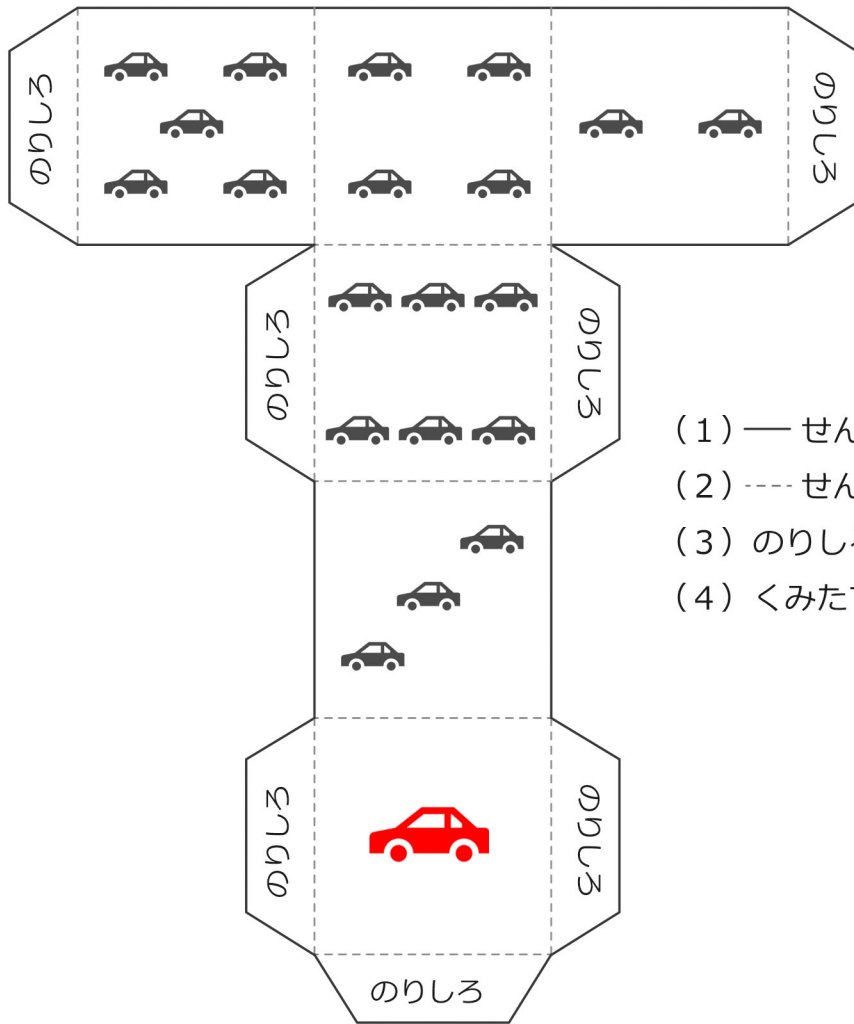 のりしろ
のりしろ
のりしろ
のりしろ
(1) せん
(2) せん
(3) のりし
(4) くみた
のりしろ
のりしろ
のりしろ